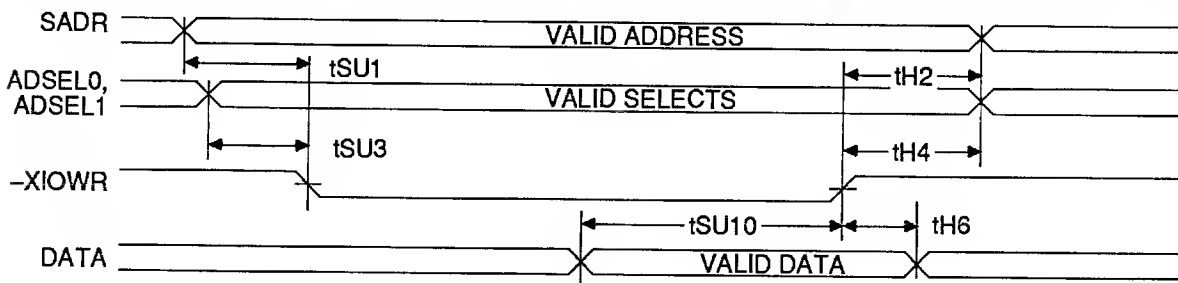 SADR
VALID ADDRESS
tSU1
tH2
ADSEL0,
ADSEL1
VALID SELECTS
tSU3
tH4
–XIOWR
tSU10
tH6
DATA
VALID DATA